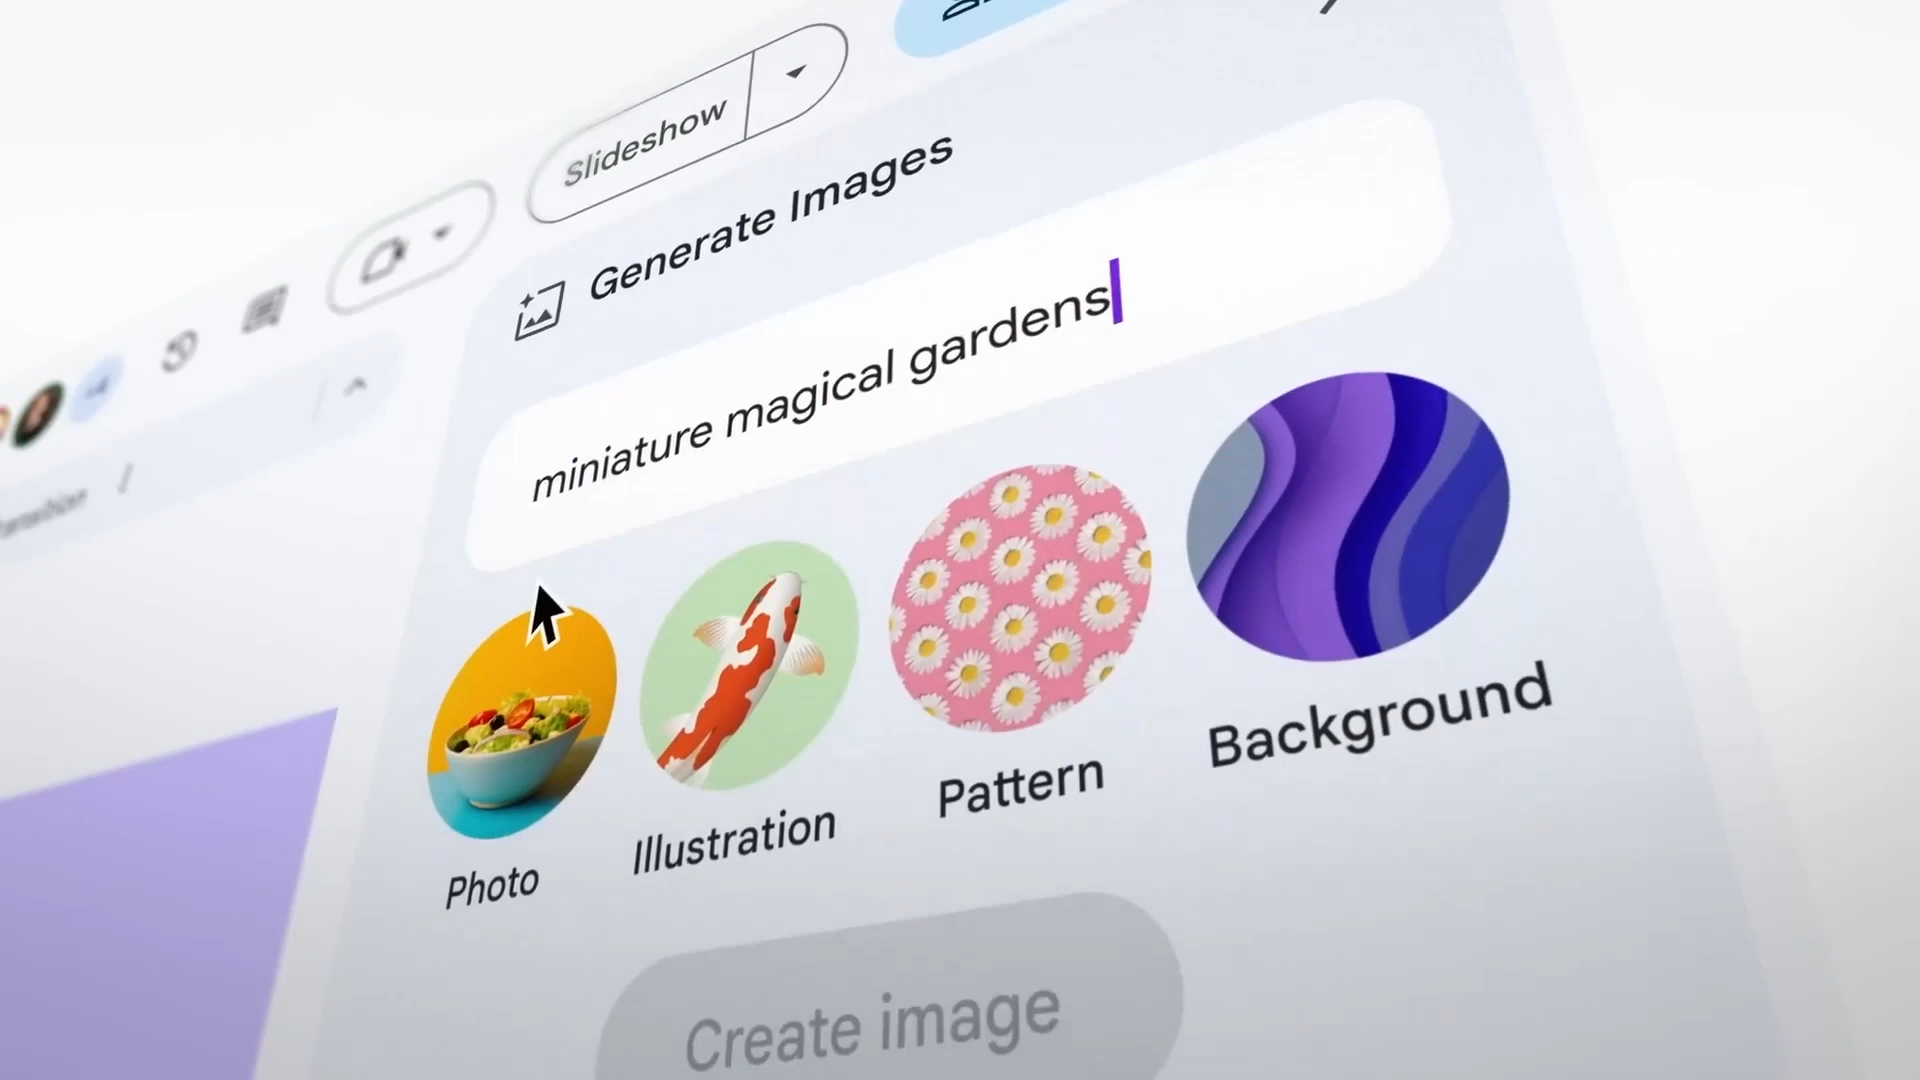 Slideshow
Generate Images
miniature magical gardens
Photo
Illustration
Pattern
Background
Create image